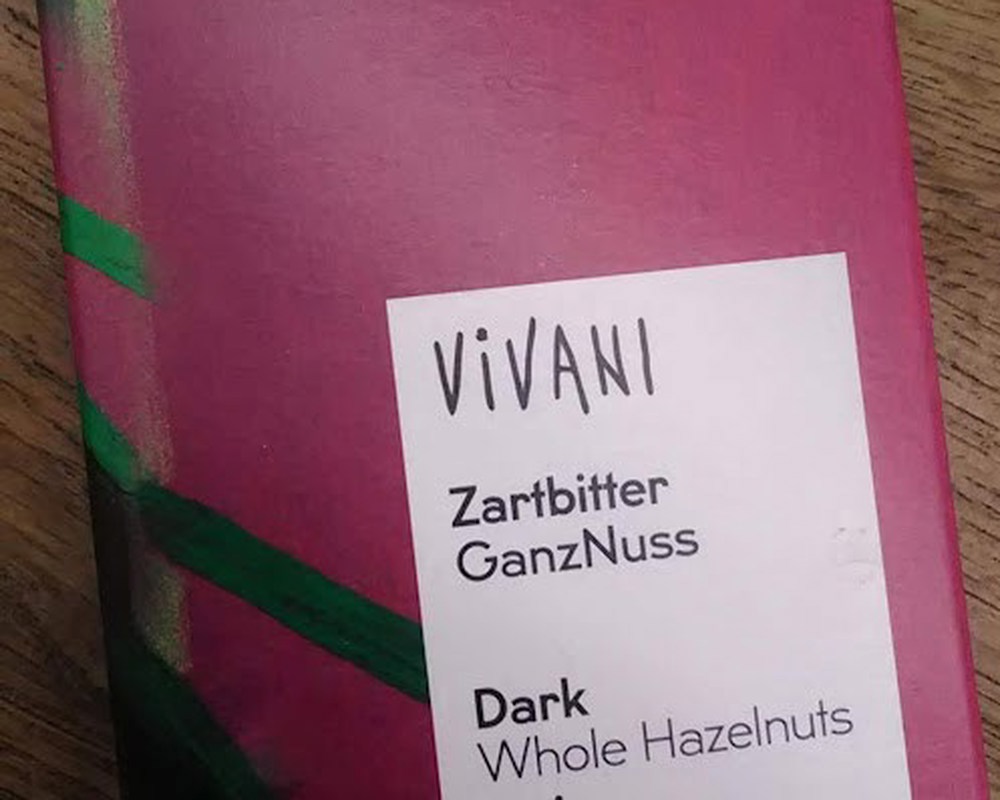 ViVANI
Zartbitter
GanzNuss
Dark
Whole Hazelnuts